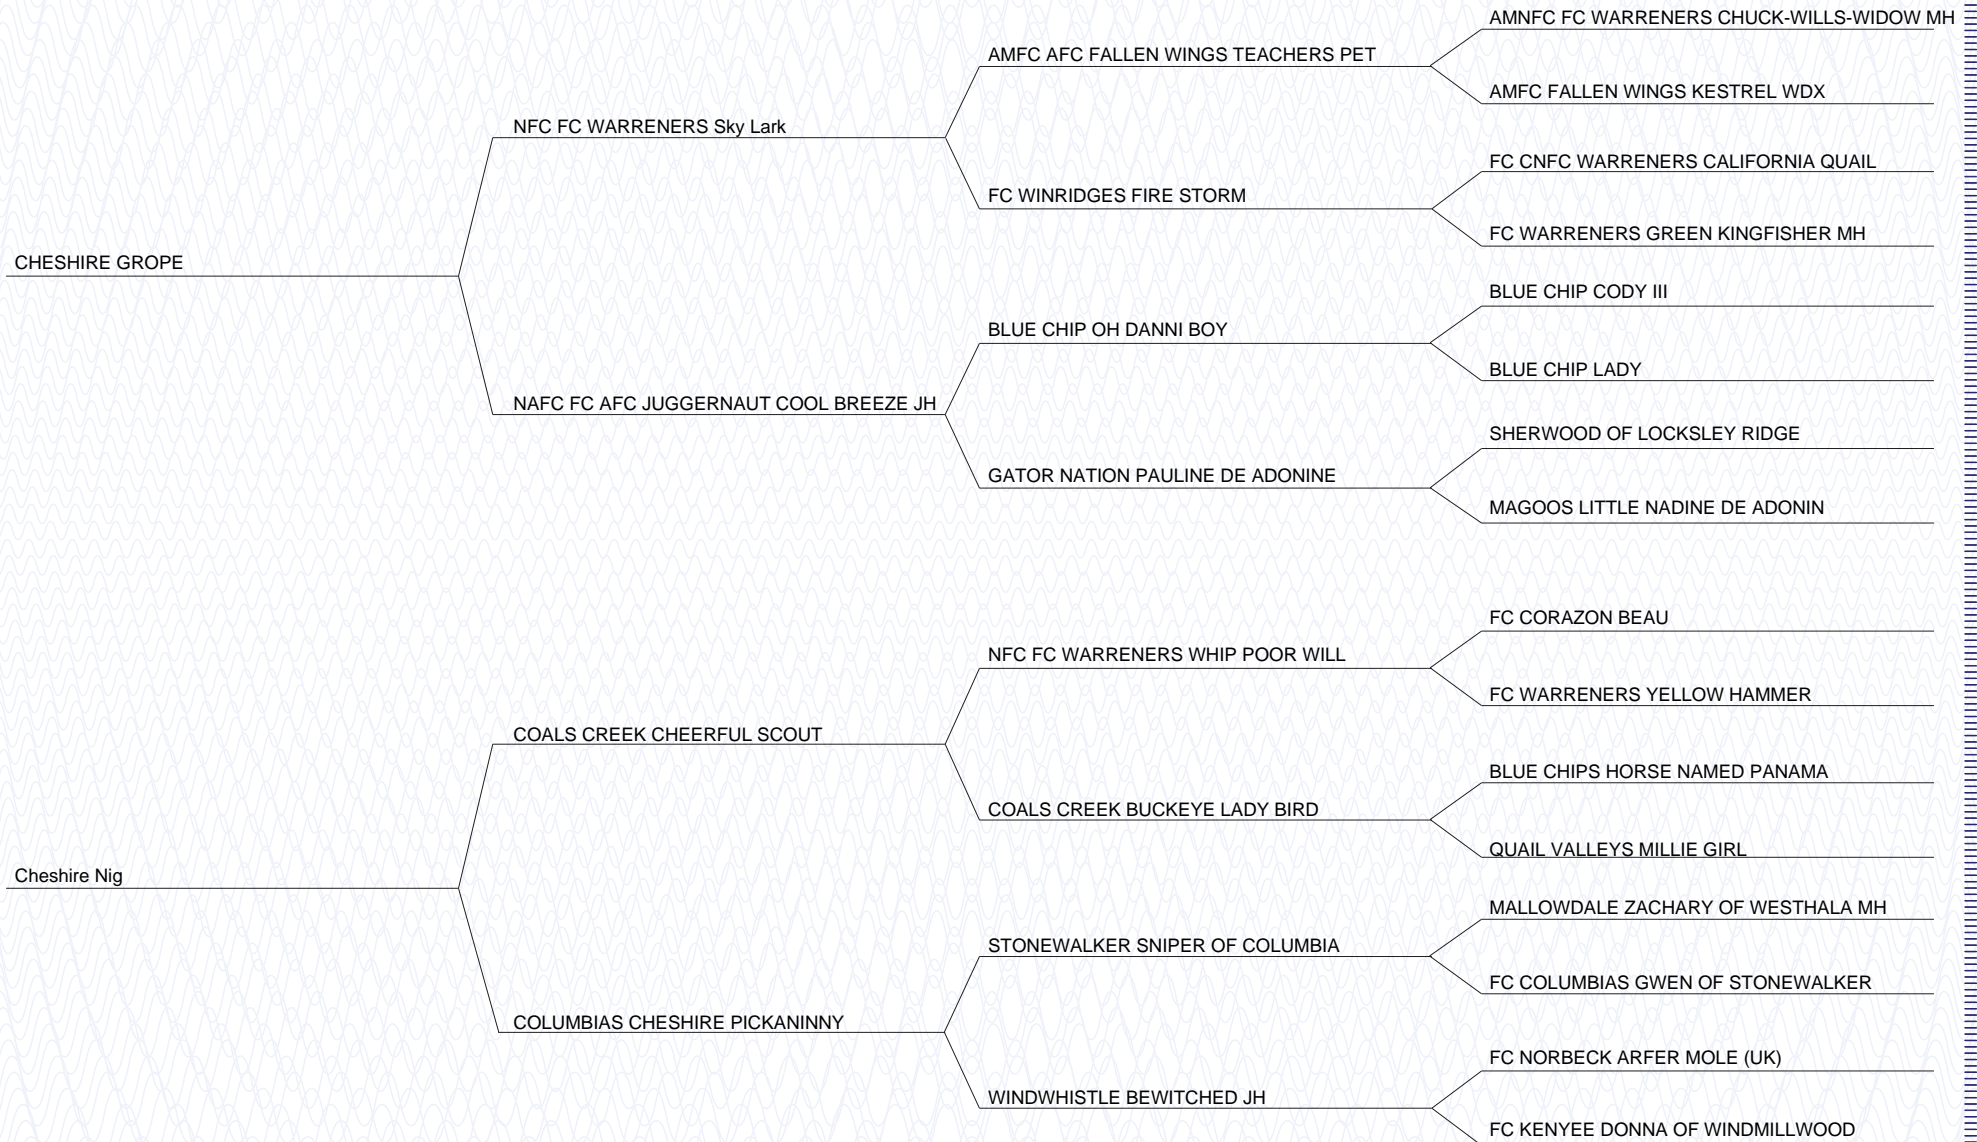 AMNFC FC WARRENERS CHUCK-WILLS-WIDOW MH
AMFC AFC FALLEN WINGS TEACHERS PET
AMFC FALLEN WINGS KESTREL WDX
NFC FC WARRENERS Sky Lark
FC CNFC WARRENERS CALIFORNIA QUAIL
FC WINRIDGES FIRE STORM
FC WARRENERS GREEN KINGFISHER MH
CHESHIRE GROPE
BLUE CHIP CODY III
BLUE CHIP OH DANNI BOY
BLUE CHIP LADY
NAFC FC AFC JUGGERNAUT COOL BREEZE JH
SHERWOOD OF LOCKSLEY RIDGE
GATOR NATION PAULINE DE ADONINE
MAGOOS LITTLE NADINE DE ADONIN
FC CORAZON BEAU
NFC FC WARRENERS WHIP POOR WILL
FC WARRENERS YELLOW HAMMER
COALS CREEK CHEERFUL SCOUT
BLUE CHIPS HORSE NAMED PANAMA
COALS CREEK BUCKEYE LADY BIRD
QUAIL VALLEYS MILLIE GIRL
Cheshire Nig
MALLOWDALE ZACHARY OF WESTHALA MH
STONEWALKER SNIPER OF COLUMBIA
FC COLUMBIAS GWEN OF STONEWALKER
COLUMBIAS CHESHIRE PICKANINNY
FC NORBECK ARFER MOLE (UK)
WINDWHISTLE BEWITCHED JH
FC KENYEE DONNA OF WINDMILLWOOD